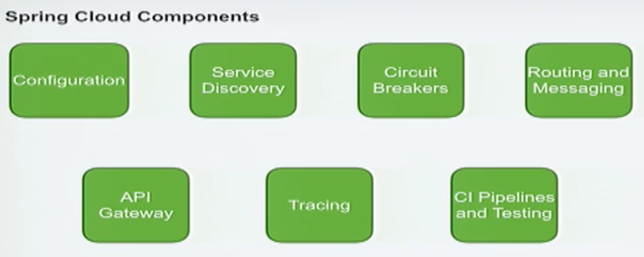 Spring Cloud Components
Configuration
Service
Discovery
Circuit
Breakers
Routing and
Messaging
API
Gateway
Tracing
CI Pipelines
and Testing